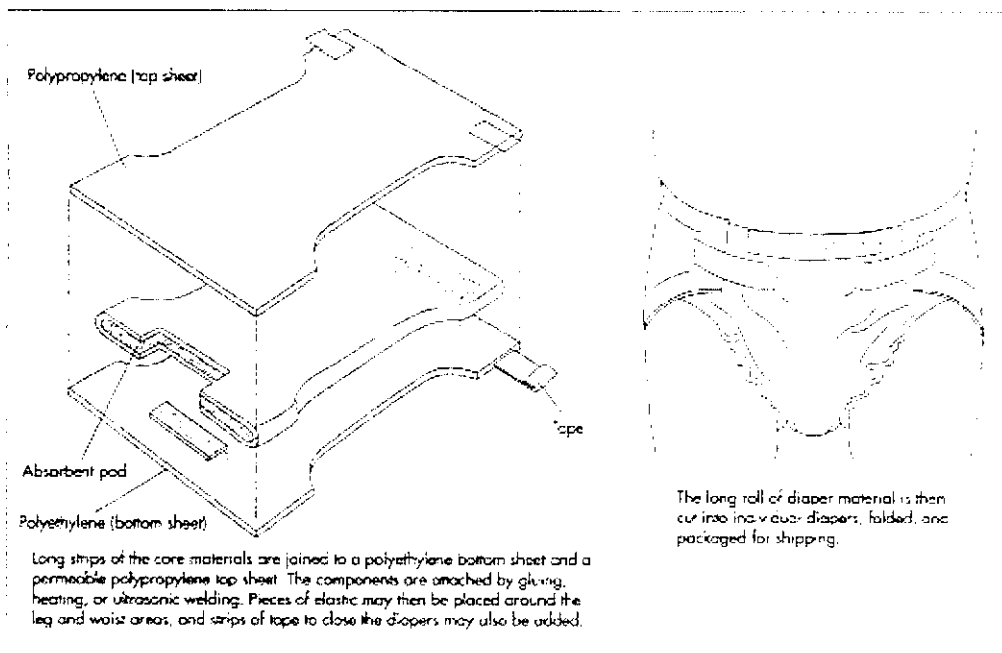 Polypropylene (top sheet)
Tape
Absorbent pad
Polyethylene (bottom sheet)
Long strips of the core materials are joined to a polyethylene bottom sheet and a
permeable polypropylene top sheet. The components are attached by gluing,
heating, or ultrasonic welding. Pieces of elastic may then be placed around the
leg and waist areas, and strips of tape to close the diapers may also be added.
The long roll of diaper material is then
cut into individual diapers, folded, and
packaged for shipping.